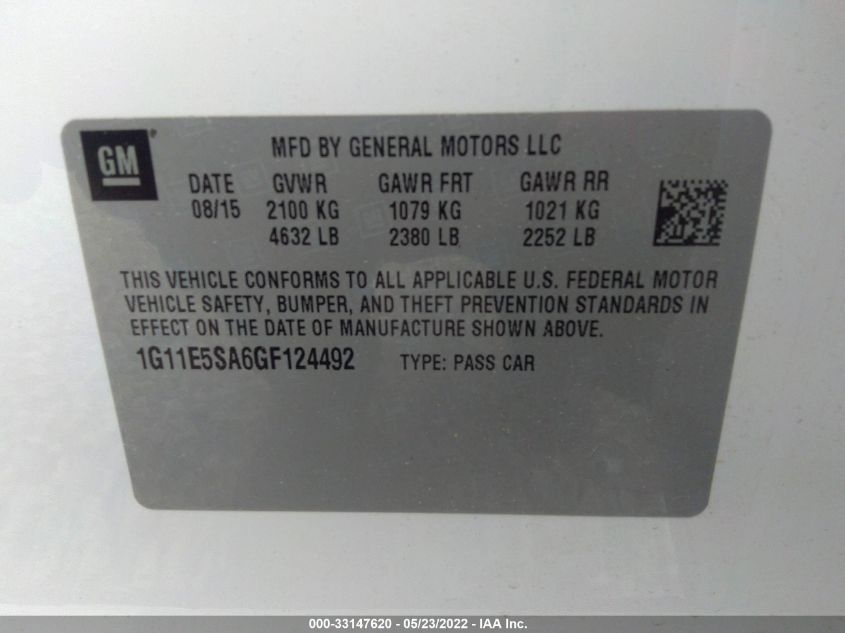 GM
MFD BY GENERAL MOTORS LLC
DATE GVWR GAWR FRT GAWR RR
08/15 2100 KG 1079 KG 1021 KG
4632 LB 2380 LB 2252 LB
THIS VEHICLE CONFORMS TO ALL APPLICABLE U.S. FEDERAL MOTOR
VEHICLE SAFETY, BUMPER, AND THEFT PREVENTION STANDARDS IN
EFFECT ON THE DATE OF MANUFACTURE SHOWN ABOVE.
1G11E5SA6GF124492 TYPE: PASS CAR
000-33147620 - 05/23/2022 - IAA Inc.